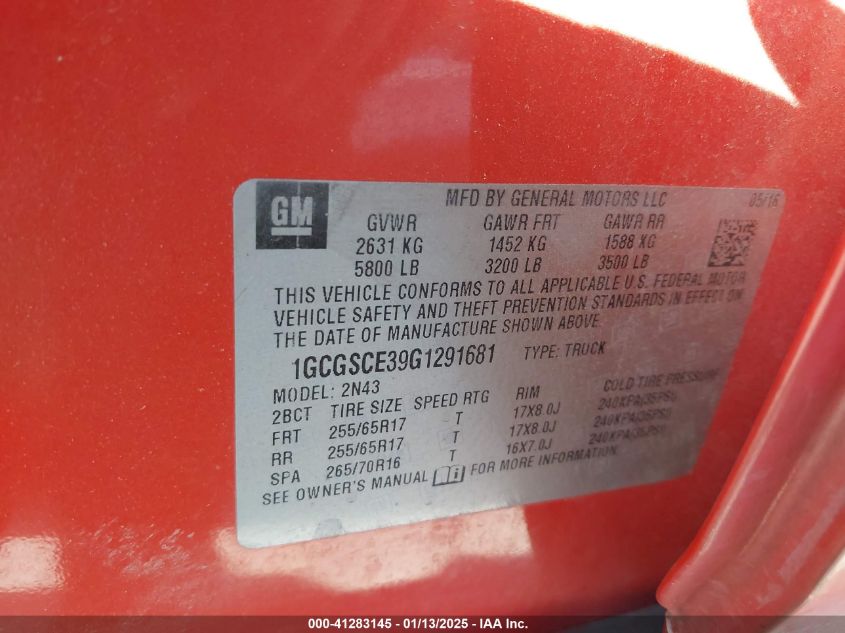 GM
MFD BY GENERAL MOTORS LLC 05/16
GVWR GAWR FRT GAWR RR
2631 KG 1452 KG 1588 KG
5800 LB 3200 LB 3500 LB
THIS VEHICLE CONFORMS TO ALL APPLICABLE U.S. FEDERAL MOTOR
VEHICLE SAFETY AND THEFT PREVENTION STANDARDS IN EFFECT ON
THE DATE OF MANUFACTURE SHOWN ABOVE.
1GCGSCE39G1291681 TYPE: TRUCK
MODEL: 2N43
2BCT TIRE SIZE SPEED RTG RIM COLD TIRE PRESSURE
FRT 255/65R17 T 17X8.0J 240KPA(35PSI)
RR 255/65R17 T 17X8.0J 240KPA(35PSI)
SPA 265/70R16 T 16X7.0J 240KPA(35PSI)
SEE OWNER'S MANUAL FOR MORE INFORMATION.
000-41283145 - 01/13/2025 - IAA Inc.